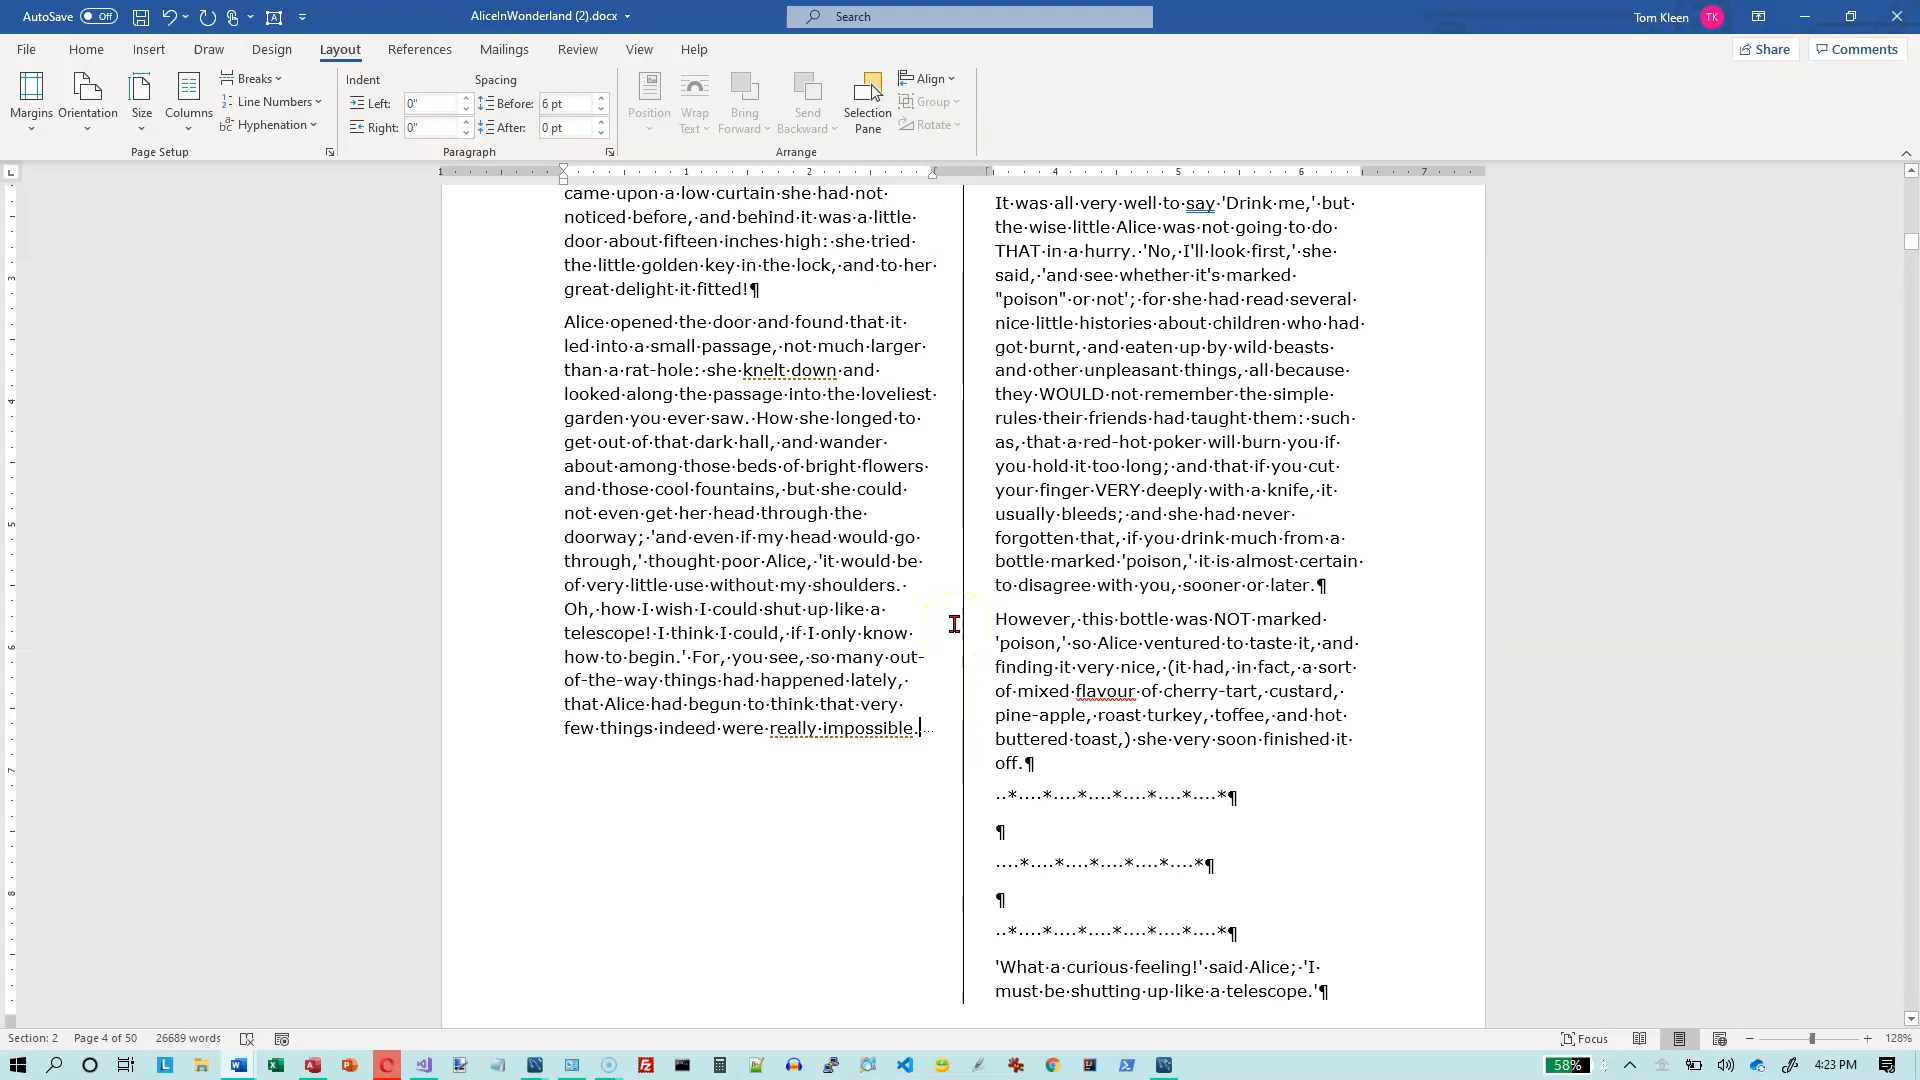 AutoSave Off
AliceInWonderland (2).docx
Search
Tom Kleen TK
File Home Insert Draw Design Layout References Mailings Review View Help
Share Comments
Margins
Orientation
Size
Columns
Breaks
Line Numbers
Hyphenation
Page Setup
Indent
Left: 0"
Right: 0"
Spacing
Before: 6 pt
After: 0 pt
Paragraph
Position
Wrap Text
Bring Forward
Send Backward
Selection Pane
Align
Group
Rotate
Arrange
1 1 2 4 5 6 7
3
4
5
6
7
8
came·upon·a·low·curtain·she·had·not·
noticed·before,·and·behind·it·was·a·little·
door·about·fifteen·inches·high:·she·tried·
the·little·golden·key·in·the·lock,·and·to·her·
great·delight·it·fitted!¶
Alice·opened·the·door·and·found·that·it·
led·into·a·small·passage,·not·much·larger·
than·a·rat-hole:·she·knelt·down·and·
looked·along·the·passage·into·the·loveliest·
garden·you·ever·saw.·How·she·longed·to·
get·out·of·that·dark·hall,·and·wander·
about·among·those·beds·of·bright·flowers·
and·those·cool·fountains,·but·she·could·
not·even·get·her·head·through·the·
doorway;·'and·even·if·my·head·would·go·
through,'·thought·poor·Alice,·'it·would·be·
of·very·little·use·without·my·shoulders.·
Oh,·how·I·wish·I·could·shut·up·like·a·
telescope!·I·think·I·could,·if·I·only·know·
how·to·begin.'·For,·you·see,·so·many·out-
of-the-way·things·had·happened·lately,·
that·Alice·had·begun·to·think·that·very·
few·things·indeed·were·really·impossible.
It·was·all·very·well·to·say·'Drink·me,'·but·
the·wise·little·Alice·was·not·going·to·do·
THAT·in·a·hurry.·'No,·I'll·look·first,'·she·
said,·'and·see·whether·it's·marked·
"poison"·or·not';·for·she·had·read·several·
nice·little·histories·about·children·who·had·
got·burnt,·and·eaten·up·by·wild·beasts·
and·other·unpleasant·things,·all·because·
they·WOULD·not·remember·the·simple·
rules·their·friends·had·taught·them:·such·
as,·that·a·red-hot·poker·will·burn·you·if·
you·hold·it·too·long;·and·that·if·you·cut·
your·finger·VERY·deeply·with·a·knife,·it·
usually·bleeds;·and·she·had·never·
forgotten·that,·if·you·drink·much·from·a·
bottle·marked·'poison,'·it·is·almost·certain·
to·disagree·with·you,·sooner·or·later.¶
However,·this·bottle·was·NOT·marked·
'poison,'·so·Alice·ventured·to·taste·it,·and·
finding·it·very·nice,·(it·had,·in·fact,·a·sort·
of·mixed·flavour·of·cherry-tart,·custard,·
pine-apple,·roast·turkey,·toffee,·and·hot·
buttered·toast,)·she·very·soon·finished·it·
off.¶
··*····*····*····*····*····*····*¶
¶
····*····*····*····*····*····*¶
¶
··*····*····*····*····*····*····*¶
'What·a·curious·feeling!'·said·Alice;·'I·
must·be·shutting·up·like·a·telescope.'¶
Section: 2 Page 4 of 50 26689 words
Focus
128%
58%
4:23 PM